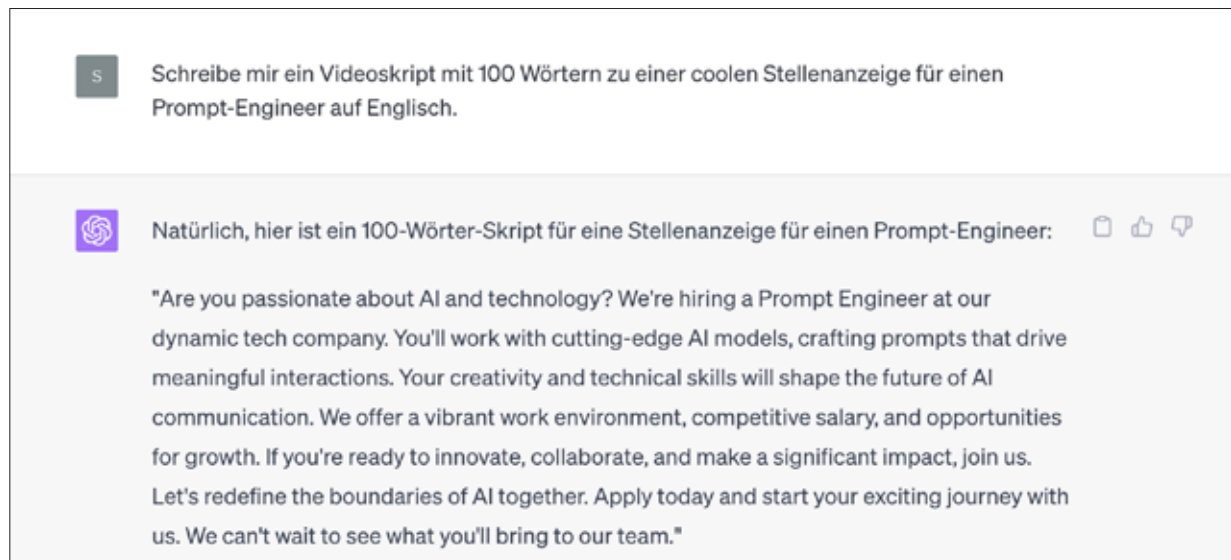 S
Schreibe mir ein Videoskript mit 100 Wörtern zu einer coolen Stellenanzeige für einen
Prompt-Engineer auf Englisch.
Natürlich, hier ist ein 100-Wörter-Skript für eine Stellenanzeige für einen Prompt-Engineer:
"Are you passionate about AI and technology? We're hiring a Prompt Engineer at our
dynamic tech company. You'll work with cutting-edge AI models, crafting prompts that drive
meaningful interactions. Your creativity and technical skills will shape the future of AI
communication. We offer a vibrant work environment, competitive salary, and opportunities
for growth. If you're ready to innovate, collaborate, and make a significant impact, join us.
Let's redefine the boundaries of AI together. Apply today and start your exciting journey with
us. We can't wait to see what you'll bring to our team."